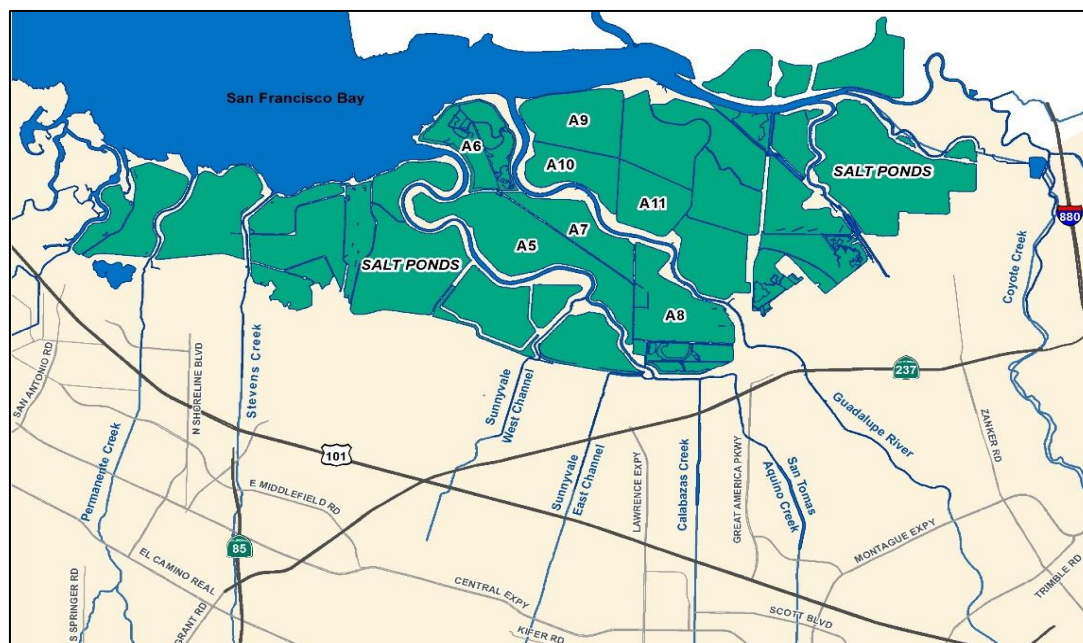 San Francisco Bay
A9
A6
A10
SALT PONDS
A11
880
A7
A5
SALT PONDS
Coyote Creek
A8
237
SAN ANTONIO RD
N SHORELINE BLVD
Stevens Creek
Sunnyvale
West Channel
Guadalupe River
ZANKER RD
101
Permanente Creek
Sunnyvale
East Channel
LAWRENCE EXPY
Calabazas Creek
GREAT AMERICA PKWY
San Tomas
Aquino Creek
E MIDDLEFIELD RD
85
MONTAGUE EXPY
EL CAMINO REAL
CENTRAL EXPY
TRIMBLE RD
S SPRINGER RD
GRANT RD
SCOTT BLVD
KIFER RD